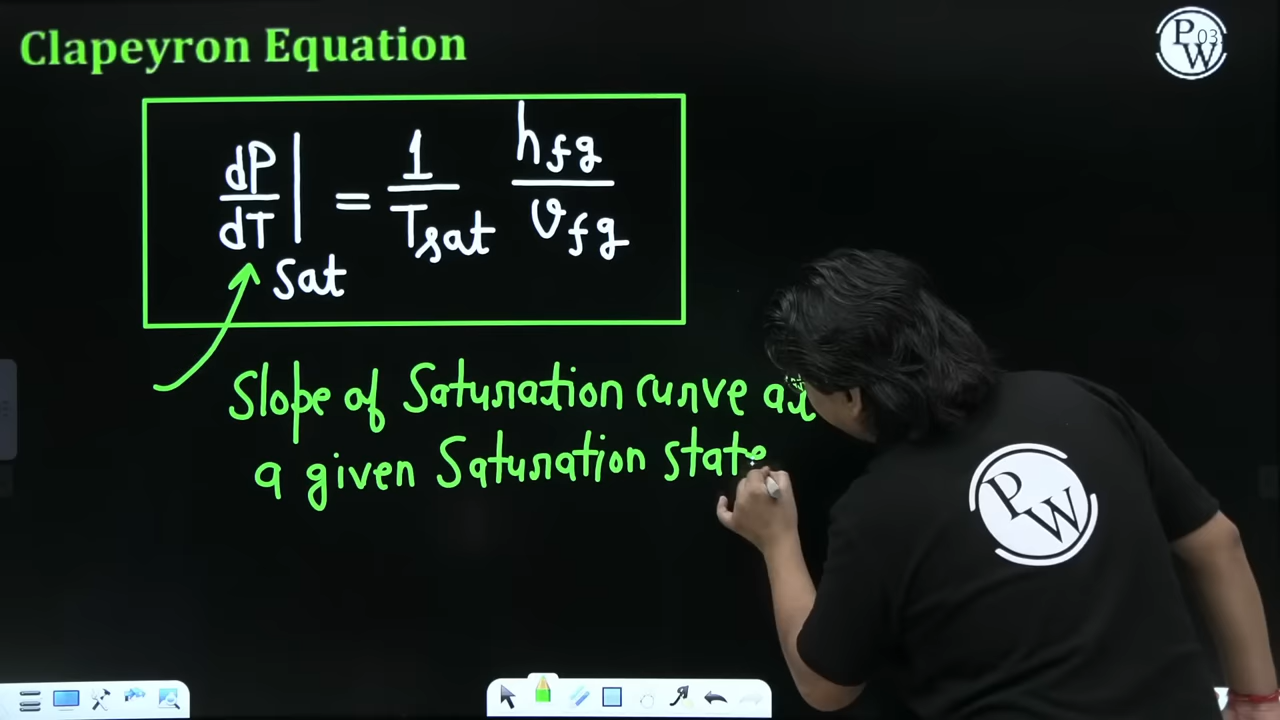 Clapeyron Equation
PW 03
dP/dT|sat = 1/Tsat hfg/vfg
Slope of Saturation curve at
a given Saturation state
PW